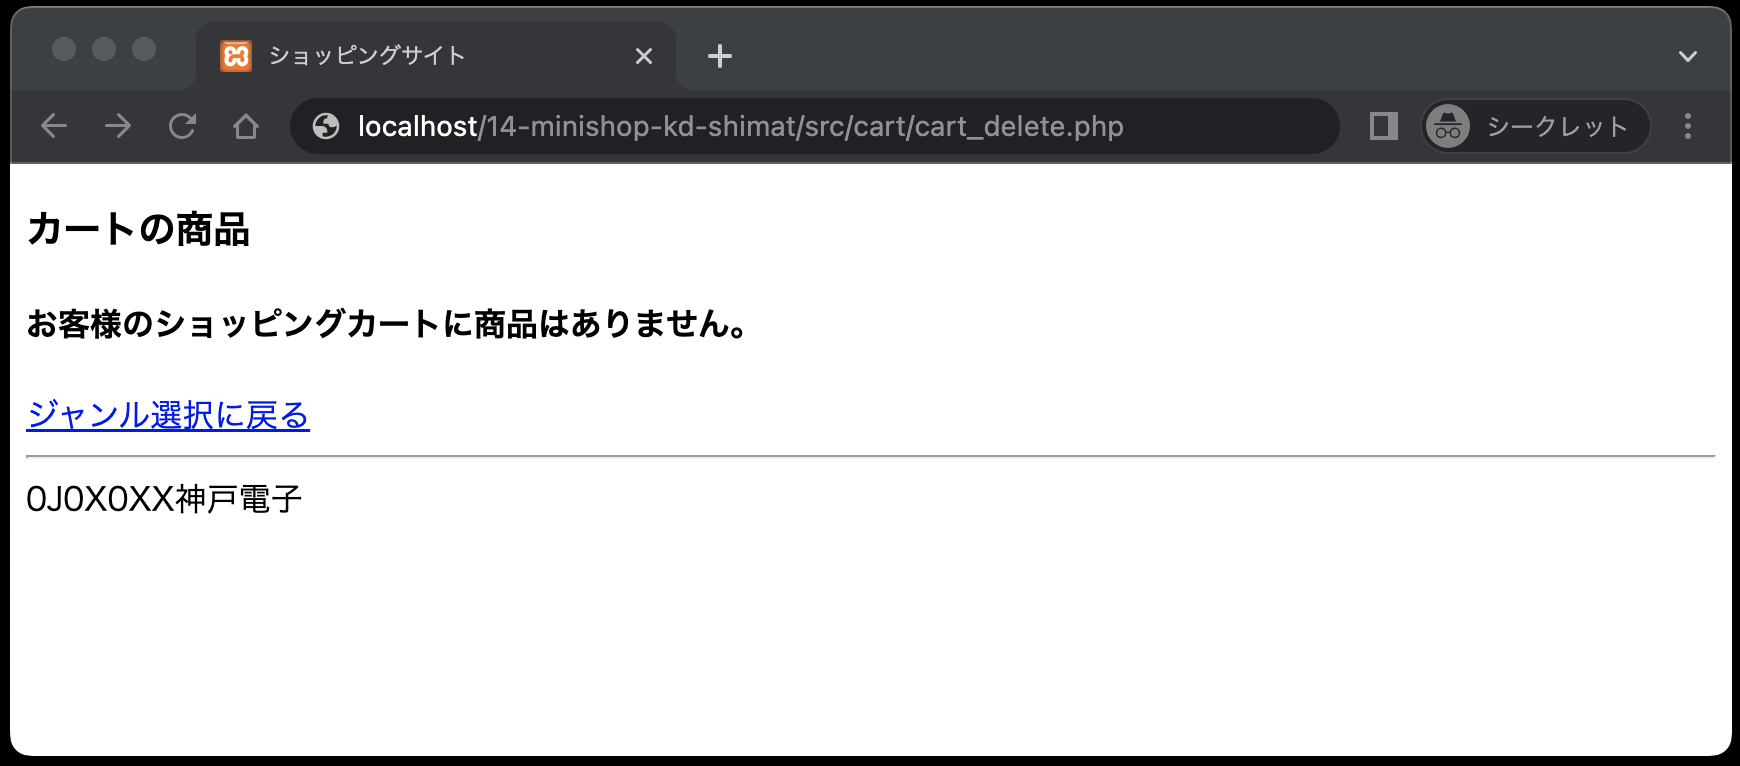 ショッピングサイト
localhost/14-minishop-kd-shimat/src/cart/cart_delete.php
シークレット
カートの商品
お客様のショッピングカートに商品はありません。
ジャンル選択に戻る
0J0X0XX神戸電子